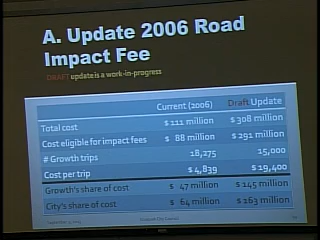 A. Update 2006 Road
Impact Fee
DRAFT update is a work-in-progress
Current (2006) Draft Update
Total cost $ 111 million $ 308 million
Cost eligible for impact fees $ 88 million $ 291 million
# Growth trips 18,275 15,000
Cost per trip $ 4,839 $ 19,400
Growth's share of cost $ 47 million $ 145 million
City's share of cost $ 64 million $ 163 million